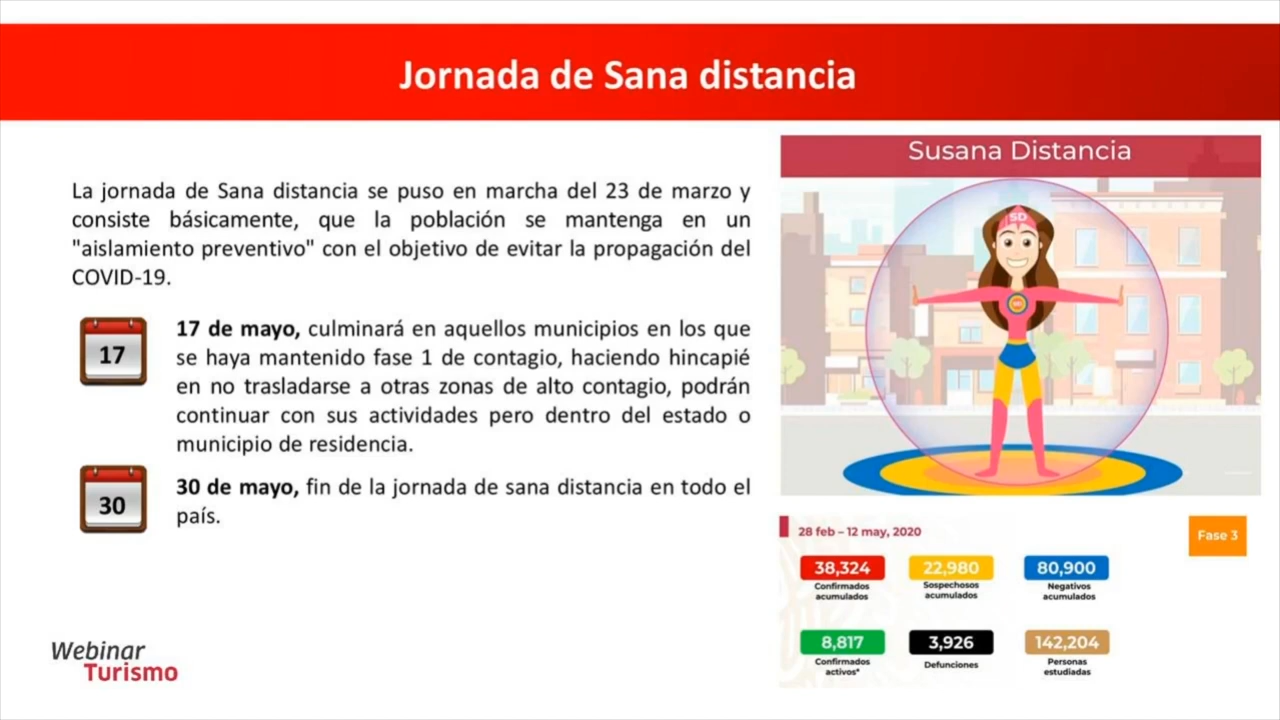 Jornada de Sana distancia
La jornada de Sana distancia se puso en marcha del 23 de marzo y
consiste básicamente, que la población se mantenga en un
"aislamiento preventivo" con el objetivo de evitar la propagación del
COVID-19.
17
17 de mayo, culminará en aquellos municipios en los que
se haya mantenido fase 1 de contagio, haciendo hincapié
en no trasladarse a otras zonas de alto contagio, podrán
continuar con sus actividades pero dentro del estado o
municipio de residencia.
30
30 de mayo, fin de la jornada de sana distancia en todo el
país.
Webinar
Turismo
Susana Distancia
SD
28 feb – 12 may, 2020
Fase 3
38,324
Confirmados
acumulados
22,980
Sospechosos
acumulados
80,900
Negativos
acumulados
8,817
Confirmados
activos*
3,926
Defunciones
142,204
Personas
estudiadas